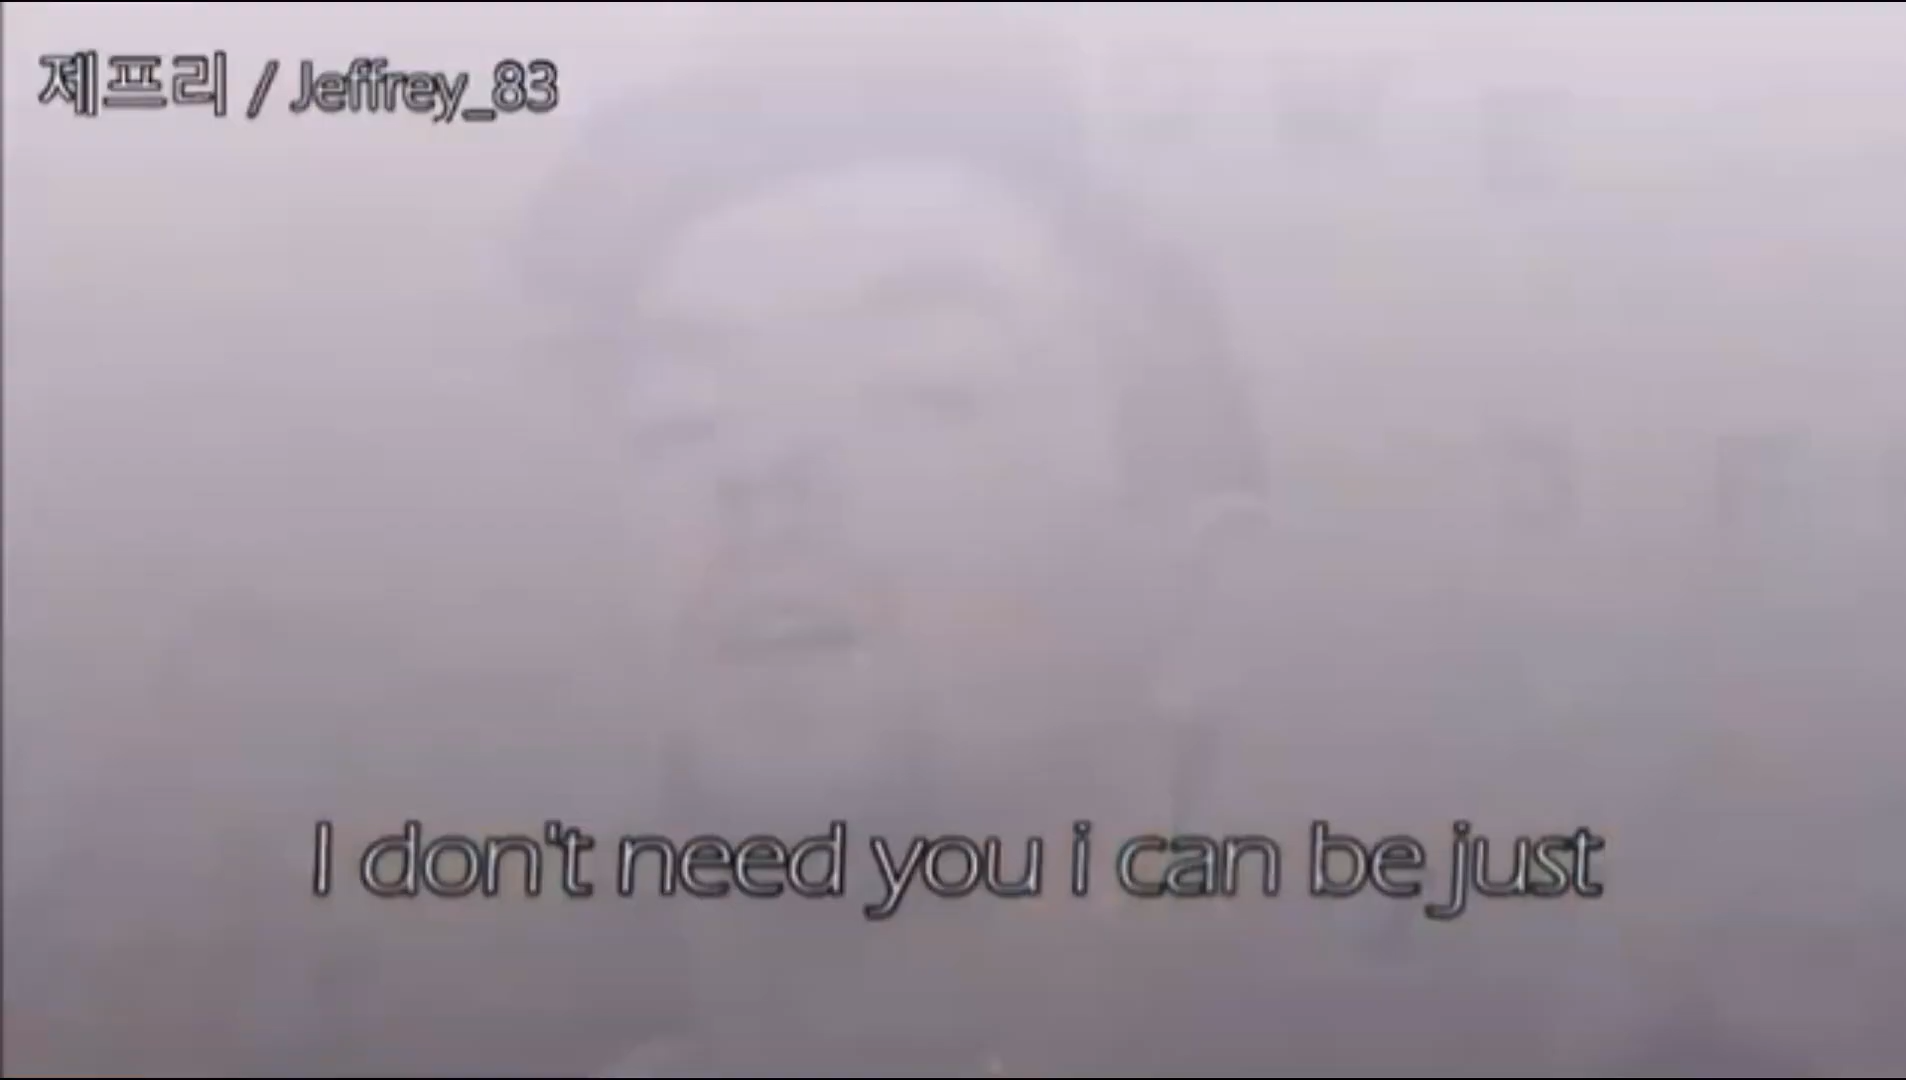 제프리 / Jeffrey_83
I don't need you i can be just